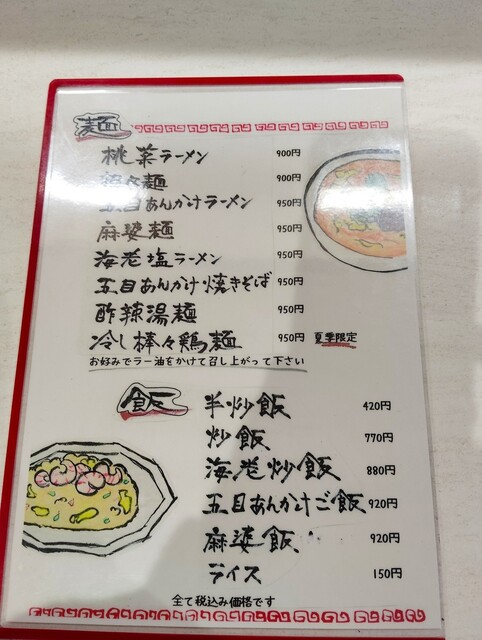 麺
桃菜ラーメン 900円
担々麺 900円
五目あんかけラーメン 950円
麻婆麺 950円
海老塩ラーメン 950円
五目あんかけ焼きそば 950円
酢辣湯麺 950円
冷し棒々鶏麺 950円 夏季限定
お好みでラー油をかけて召し上がって下さい
飯
半炒飯 420円
炒飯 770円
海老炒飯 880円
五目あんかけご飯 920円
麻婆飯 920円
ライス 150円
全て税込み価格です